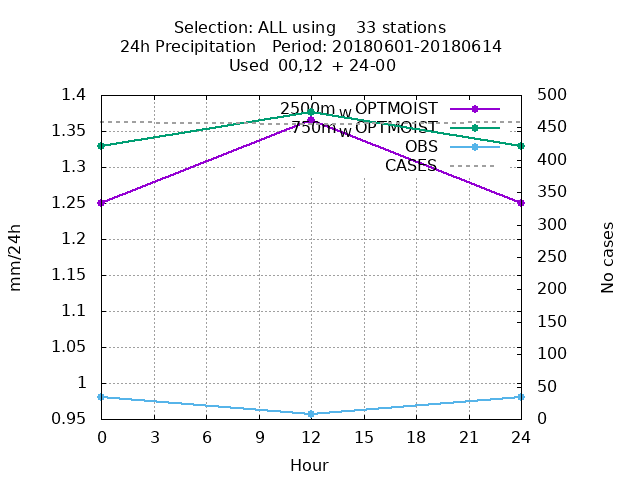 Selection: ALL using 33 stations
24h Precipitation Period: 20180601-20180614
Used 00,12 + 24-00
1.4
1.35
1.3
1.25
1.2
1.15
1.1
1.05
1
0.95
mm/24h
500
450
400
350
300
250
200
150
100
50
0
No cases
2500m W OPTMOIST
750m W OPTMOIST
OBS
CASES
0 3 6 9 12 15 18 21 24
Hour